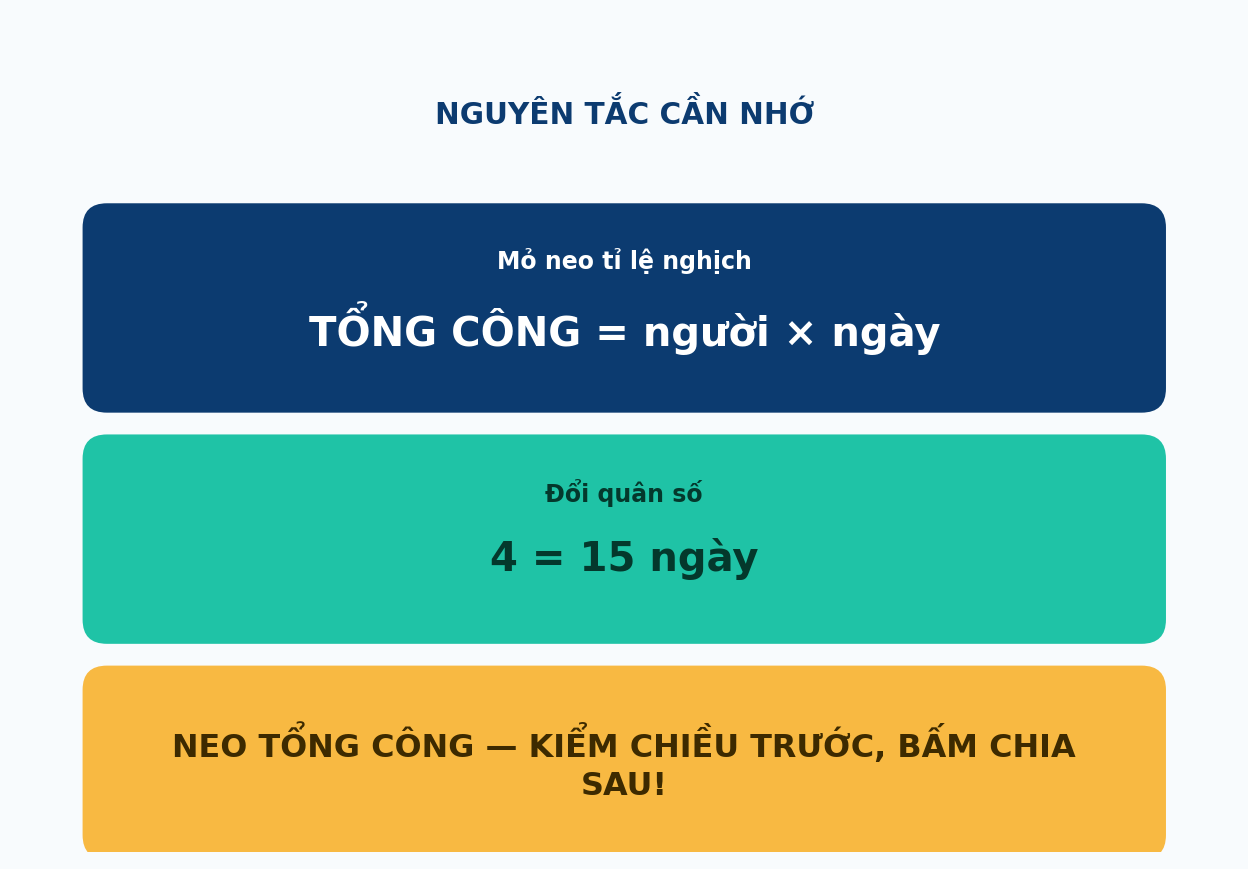 NGUYÊN TẮC CẦN NHỚ
Mỏ neo tỉ lệ nghịch
TỔNG CÔNG = người × ngày
Đổi quân số
4 = 15 ngày
NEO TỔNG CÔNG — KIỂM CHIỀU TRƯỚC, BẤM CHIA
SAU!